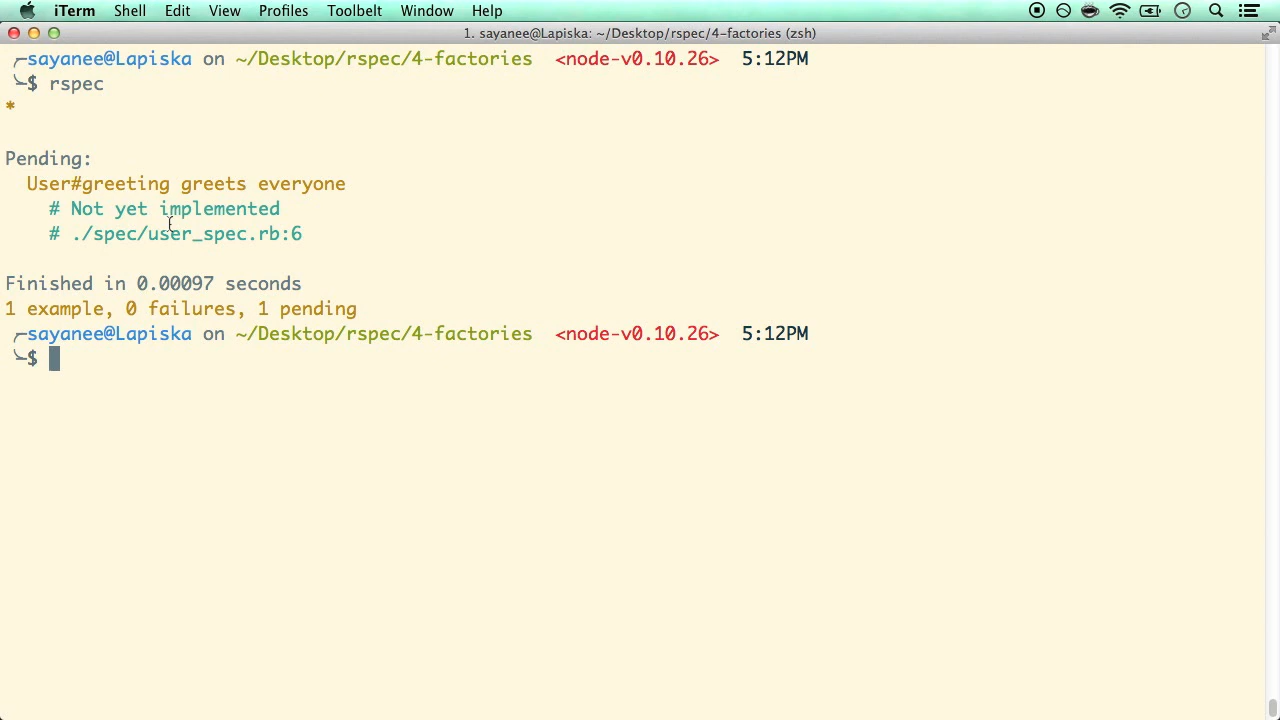 iTerm Shell Edit View Profiles Toolbelt Window Help
1. sayanee@Lapiska: ~/Desktop/rspec/4-factories (zsh)
╭─sayanee@Lapiska on ~/Desktop/rspec/4-factories <node-v0.10.26> 5:12PM
╰─$ rspec
*
Pending:
User#greeting greets everyone
# Not yet implemented
# ./spec/user_spec.rb:6
Finished in 0.00097 seconds
1 example, 0 failures, 1 pending
╭─sayanee@Lapiska on ~/Desktop/rspec/4-factories <node-v0.10.26> 5:12PM
╰─$